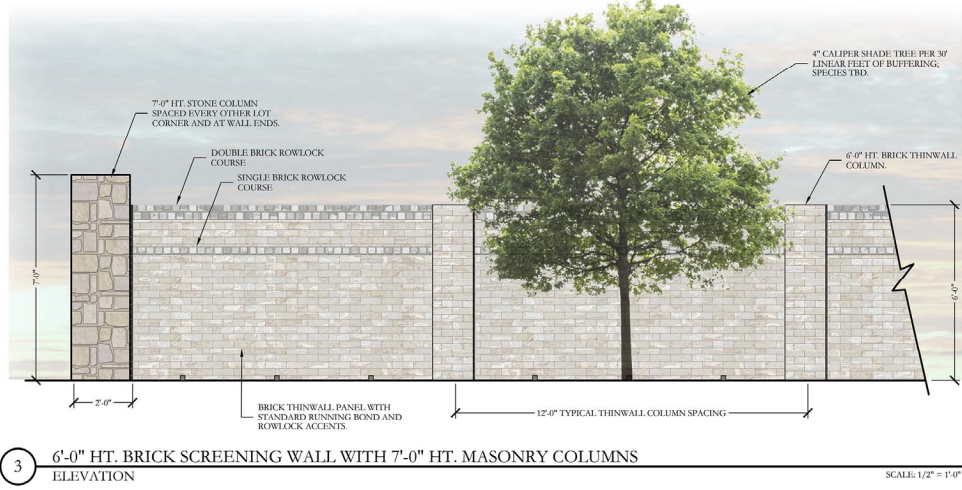 4" CALIPER SHADE TREE PER 30'
LINEAR FEET OF BUFFERING;
SPECIES TBD.
7'-0" HT. STONE COLUMN
SPACED EVERY OTHER LOT
CORNER AND AT WALL ENDS.
DOUBLE BRICK ROWLOCK
COURSE
6'-0" HT. BRICK THINWALL
COLUMN.
SINGLE BRICK ROWLOCK
COURSE
7'-0"
6'-0"
2'-0"
BRICK THINWALL PANEL WITH
STANDARD RUNNING BOND AND
ROWLOCK ACCENTS.
12'-0" TYPICAL THINWALL COLUMN SPACING
3
6'-0" HT. BRICK SCREENING WALL WITH 7'-0" HT. MASONRY COLUMNS
ELEVATION
SCALE: 1/2" = 1'-0"